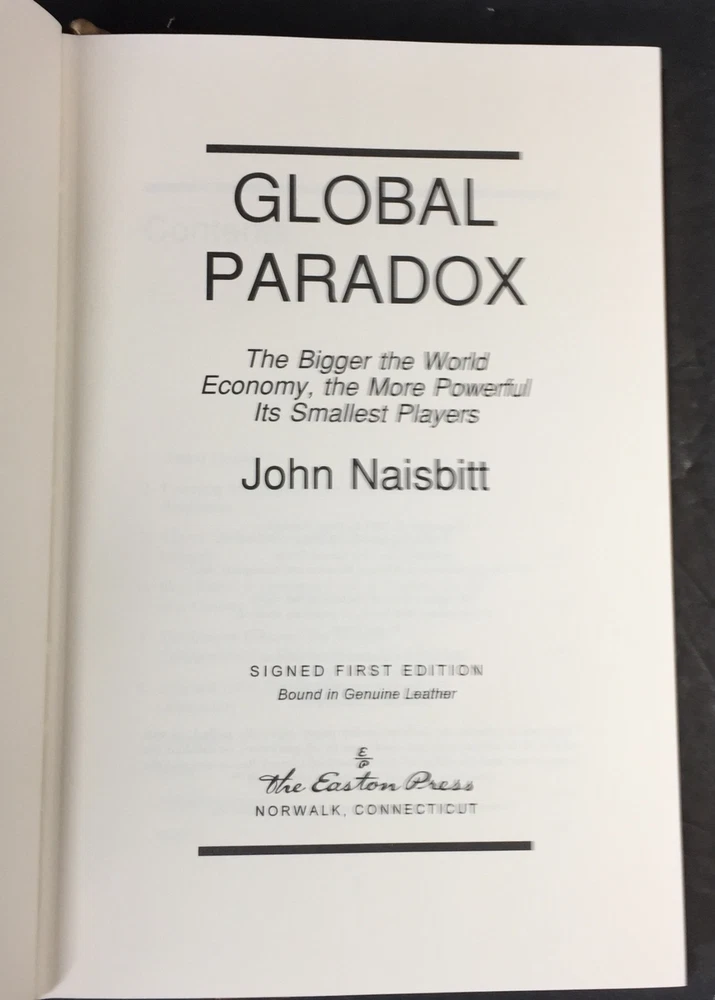 GLOBAL
PARADOX
The Bigger the World
Economy, the More Powerful
Its Smallest Players
John Naisbitt
SIGNED FIRST EDITION
Bound in Genuine Leather
E
P
The Easton Press
NORWALK, CONNECTICUT